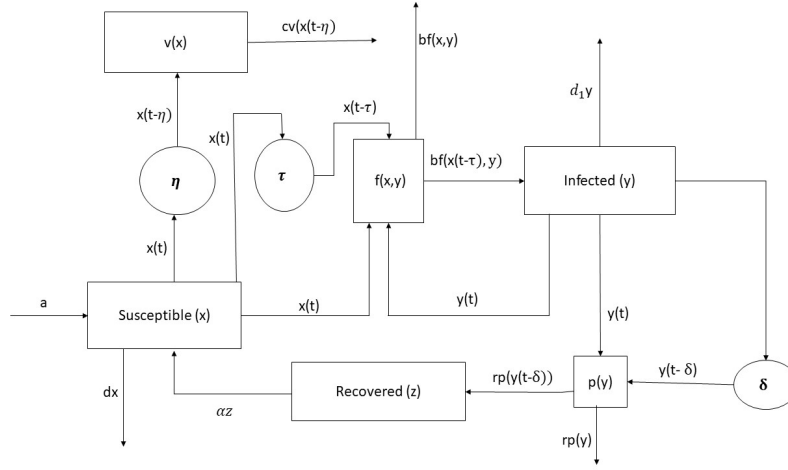 cv(x(t-η)
v(x)
bf(x,y)
d₁y
x(t-η)
x(t)
x(t-τ)
η
τ
f(x,y)
bf(x(t-τ), y)
Infected (y)
x(t)
a
Susceptible (x)
x(t)
y(t)
y(t)
dx
αz
Recovered (z)
rp(y(t-δ))
p(y)
y(t- δ)
δ
rp(y)